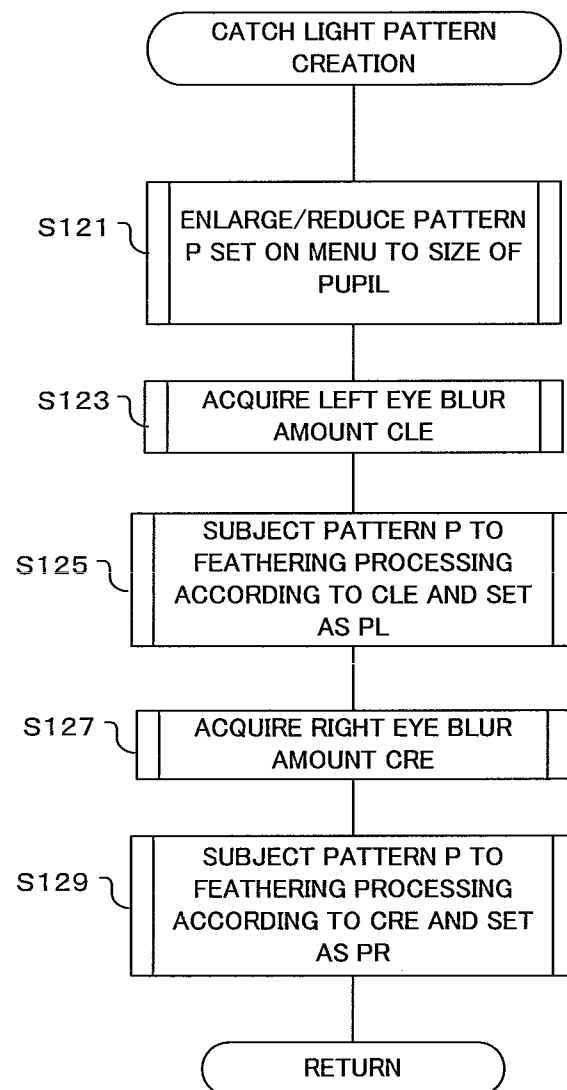 CATCH LIGHT PATTERN
CREATION
S121
ENLARGE/REDUCE PATTERN
P SET ON MENU TO SIZE OF
PUPIL
S123
ACQUIRE LEFT EYE BLUR
AMOUNT CLE
S125
SUBJECT PATTERN P TO
FEATHERING PROCESSING
ACCORDING TO CLE AND SET
AS PL
S127
ACQUIRE RIGHT EYE BLUR
AMOUNT CRE
S129
SUBJECT PATTERN P TO
FEATHERING PROCESSING
ACCORDING TO CRE AND SET
AS PR
RETURN